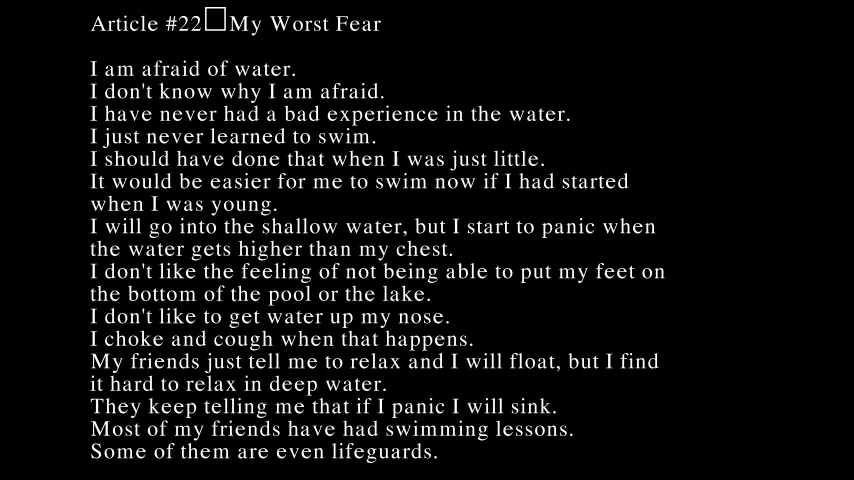 Article #22□My Worst Fear
I am afraid of water.
I don't know why I am afraid.
I have never had a bad experience in the water.
I just never learned to swim.
I should have done that when I was just little.
It would be easier for me to swim now if I had started
when I was young.
I will go into the shallow water, but I start to panic when
the water gets higher than my chest.
I don't like the feeling of not being able to put my feet on
the bottom of the pool or the lake.
I don't like to get water up my nose.
I choke and cough when that happens.
My friends just tell me to relax and I will float, but I find
it hard to relax in deep water.
They keep telling me that if I panic I will sink.
Most of my friends have had swimming lessons.
Some of them are even lifeguards.